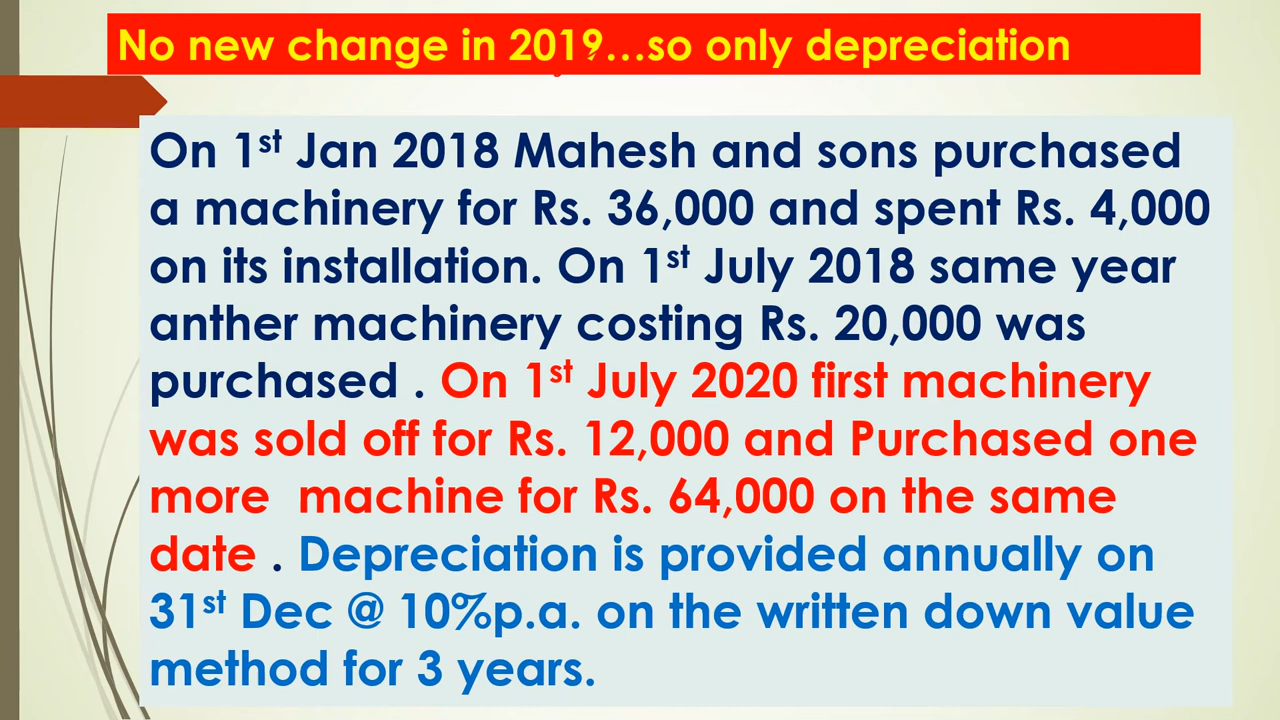 No new change in 2019...so only depreciation
On 1st Jan 2018 Mahesh and sons purchased
a machinery for Rs. 36,000 and spent Rs. 4,000
on its installation. On 1st July 2018 same year
anther machinery costing Rs. 20,000 was
purchased . On 1st July 2020 first machinery
was sold off for Rs. 12,000 and Purchased one
more  machine for Rs. 64,000 on the same
date . Depreciation is provided annually on
31st Dec @ 10%p.a. on the written down value
method for 3 years.